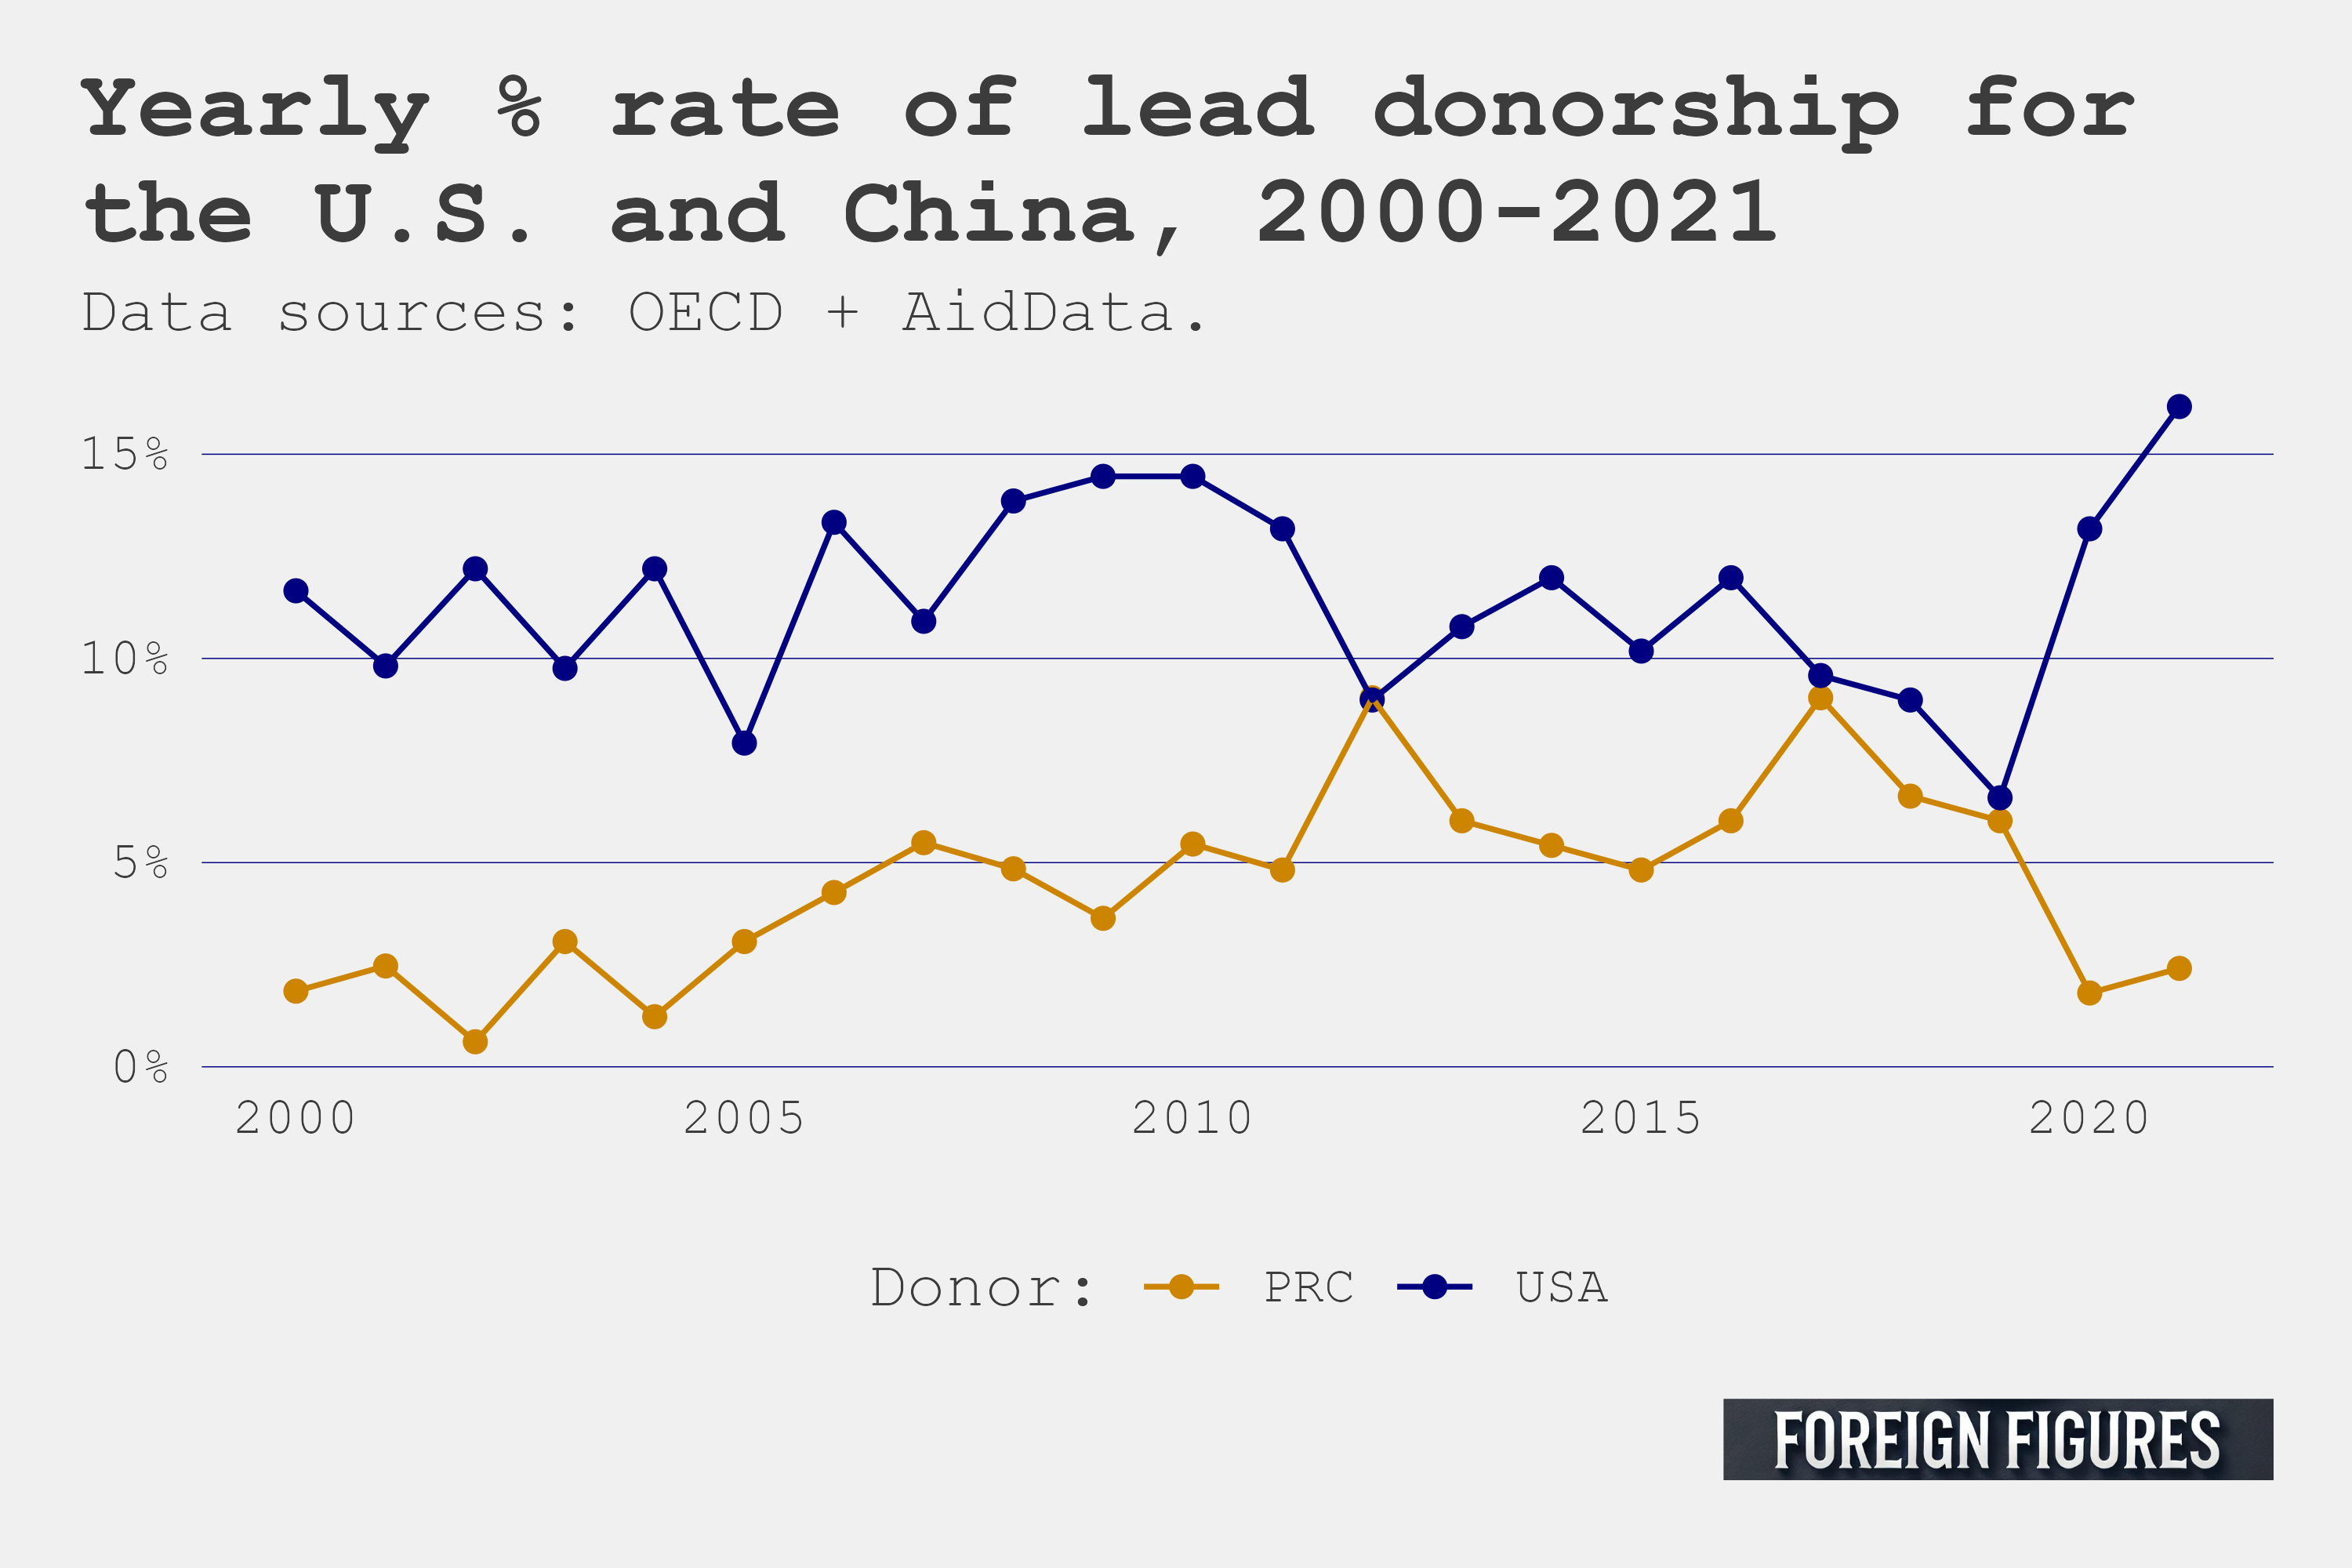 Yearly % rate of lead donorship for
the U.S. and China, 2000-2021
Data sources: OECD + AidData.
15%
10%
5%
0%
2000 2005 2010 2015 2020
Donor: PRC USA
FOREIGN FIGURES